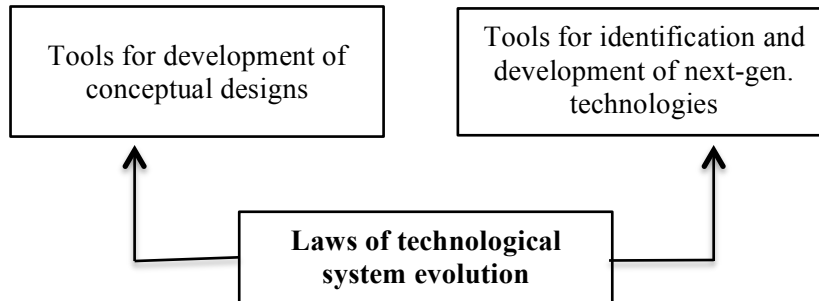 Tools for development of
conceptual designs
Tools for identification and
development of next-gen.
technologies
Laws of technological
system evolution